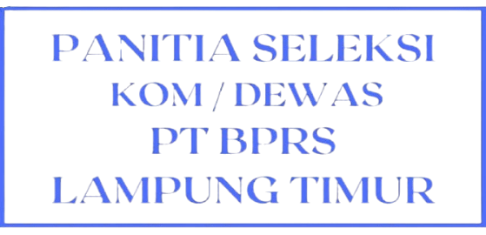 PANITIA SELEKSI
KOM / DEWAS
PT BPRS
LAMPUNG TIMUR